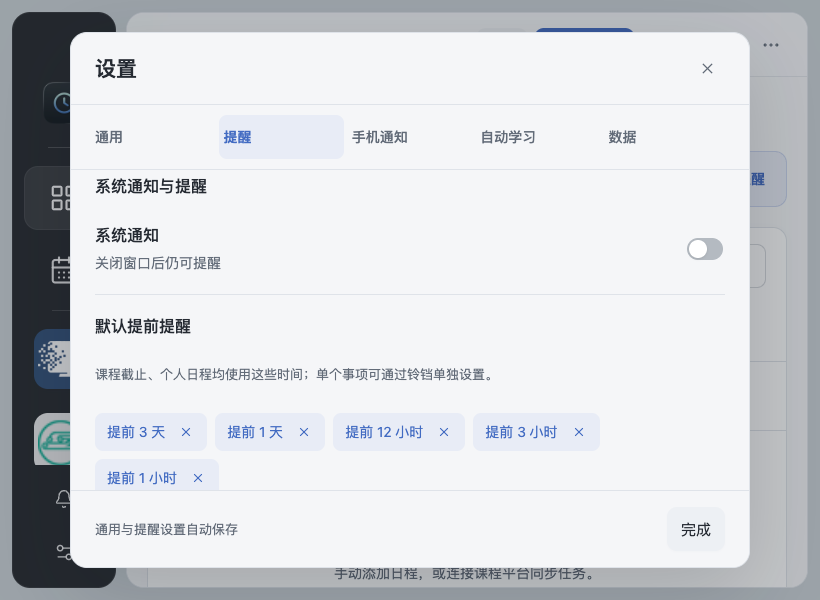 设置
通用
提醒
手机通知
自动学习
数据
系统通知与提醒
系统通知
关闭窗口后仍可提醒
默认提前提醒
课程截止、个人日程均使用这些时间；单个事项可通过铃铛单独设置。
提前 3 天
提前 1 天
提前 12 小时
提前 3 小时
提前 1 小时
通用与提醒设置自动保存
完成
醒
手动添加日程，或连接课程平台同步任务。